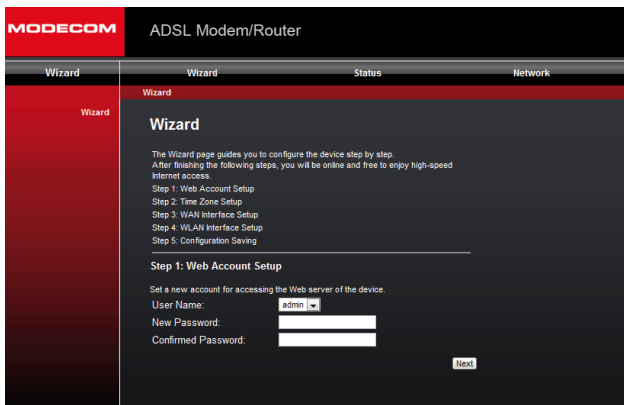 MODECOM
ADSL Modem/Router
Wizard
Wizard Status Network
Wizard
Wizard
Wizard
The Wizard page guides you to configure the device step by step.
After finishing the following steps, you will be online and free to enjoy high-speed
Internet access.
Step 1: Web Account Setup
Step 2: Time Zone Setup
Step 3: WAN Interface Setup
Step 4: WLAN Interface Setup
Step 5: Configuration Saving
Step 1: Web Account Setup
Set a new account for accessing the Web server of the device.
User Name: admin
New Password:
Confirmed Password:
Next